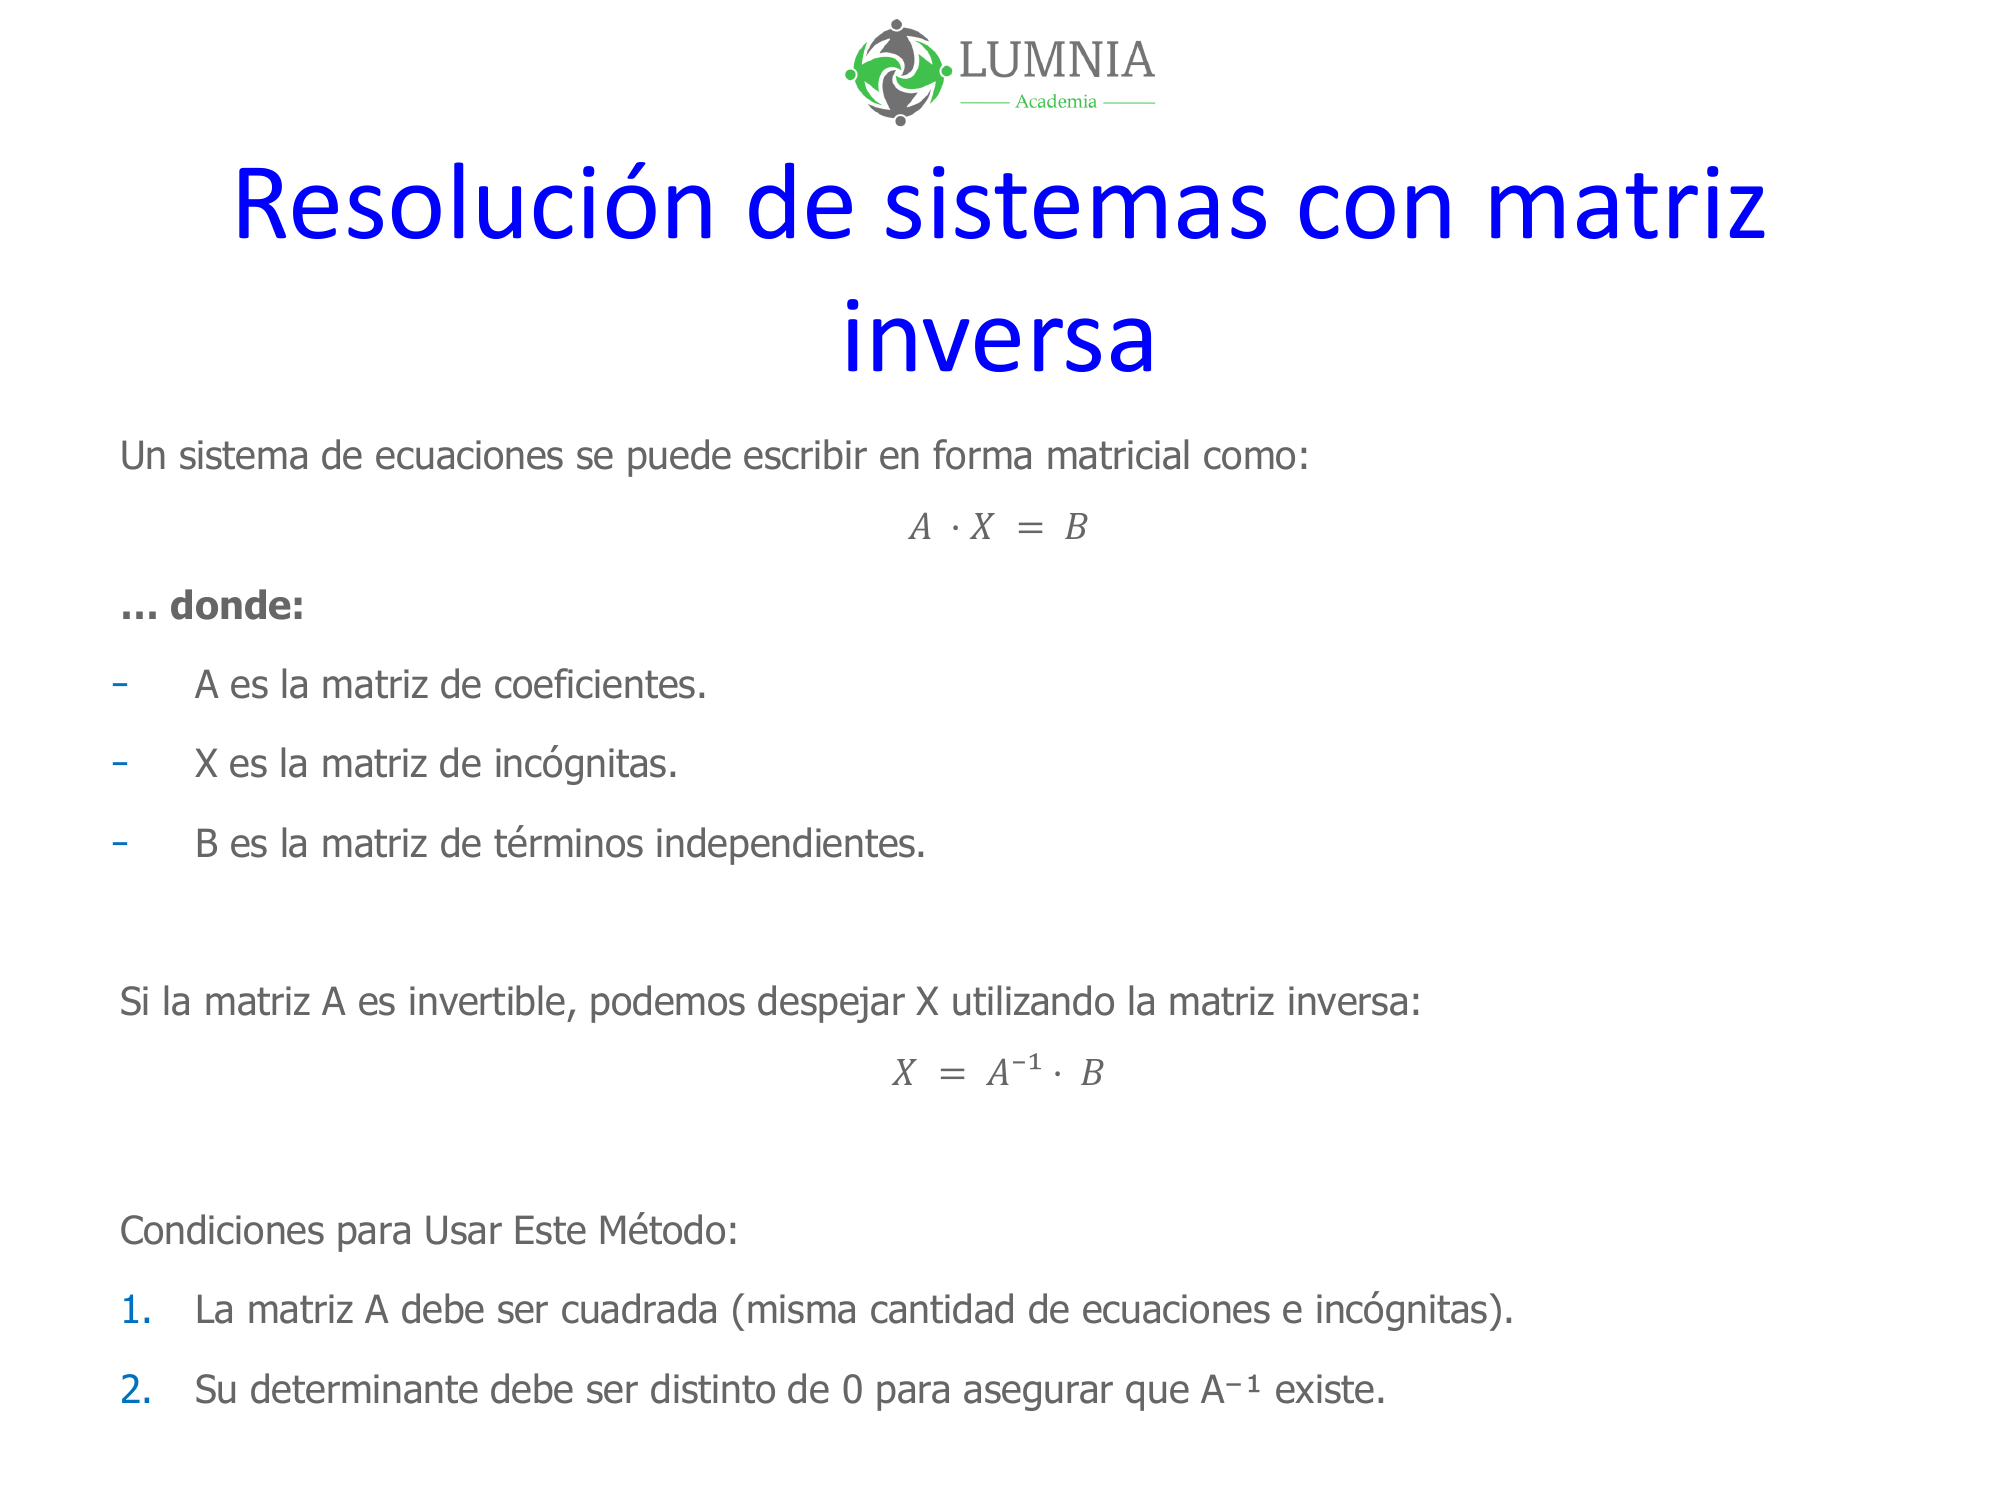 LUMNIA
Academia
Resolución de sistemas con matriz
inversa
Un sistema de ecuaciones se puede escribir en forma matricial como:
A · X = B
... donde:
- A es la matriz de coeficientes.
- X es la matriz de incógnitas.
- B es la matriz de términos independientes.
Si la matriz A es invertible, podemos despejar X utilizando la matriz inversa:
X = A⁻¹ · B
Condiciones para Usar Este Método:
1. La matriz A debe ser cuadrada (misma cantidad de ecuaciones e incógnitas).
2. Su determinante debe ser distinto de 0 para asegurar que A⁻¹ existe.